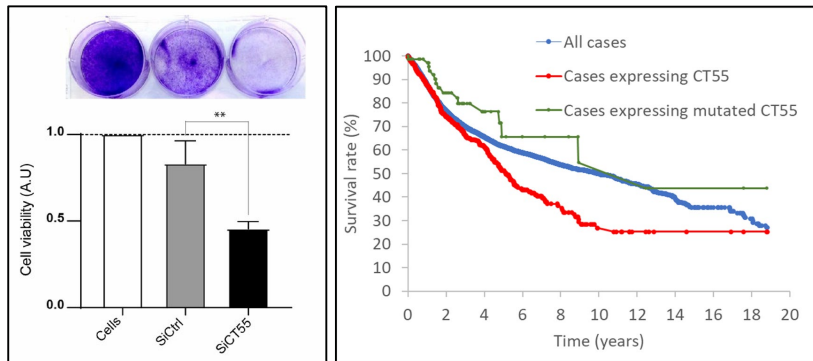 **
1.0
0.5
0.0
Cell viability (A.U)
Cells
SiCtrl
SiCT55
All cases
Cases expressing CT55
Cases expressing mutated CT55
100
90
80
70
60
50
40
30
20
10
0
Survival rate (%)
0 2 4 6 8 10 12 14 16 18 20
Time (years)